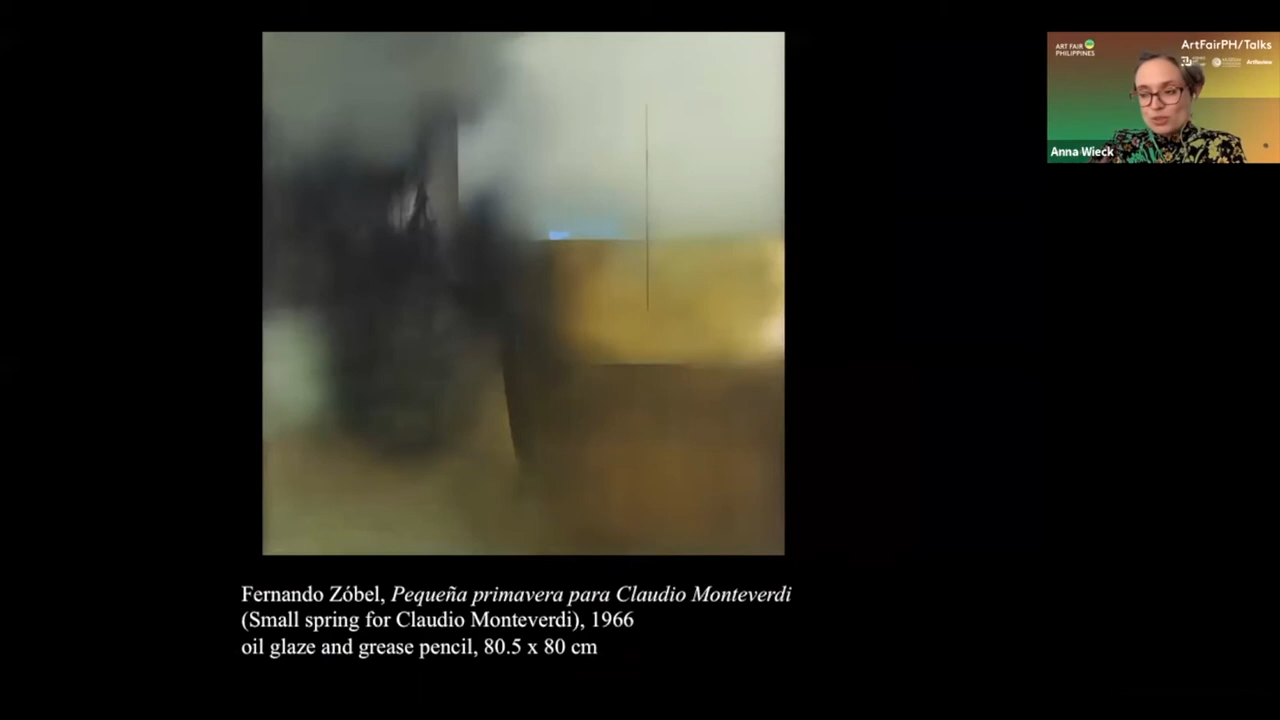 ART FAIR
PHILIPPINES
ArtFairPH/Talks
ArtReview
Anna Wieck
Fernando Zóbel, Pequeña primavera para Claudio Monteverdi
(Small spring for Claudio Monteverdi), 1966
oil glaze and grease pencil, 80.5 x 80 cm